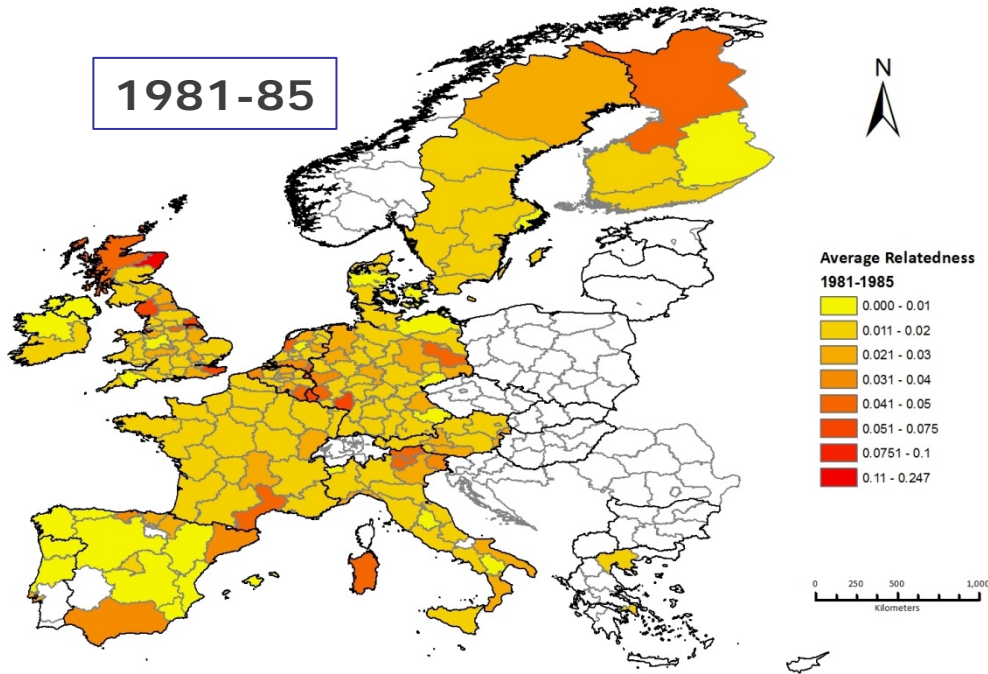 1981-85
N
Average Relatedness
1981-1985
0.000 - 0.01
0.011 - 0.02
0.021 - 0.03
0.031 - 0.04
0.041 - 0.05
0.051 - 0.075
0.0751 - 0.1
0.11 - 0.247
0 250 500 1,000
Kilometers